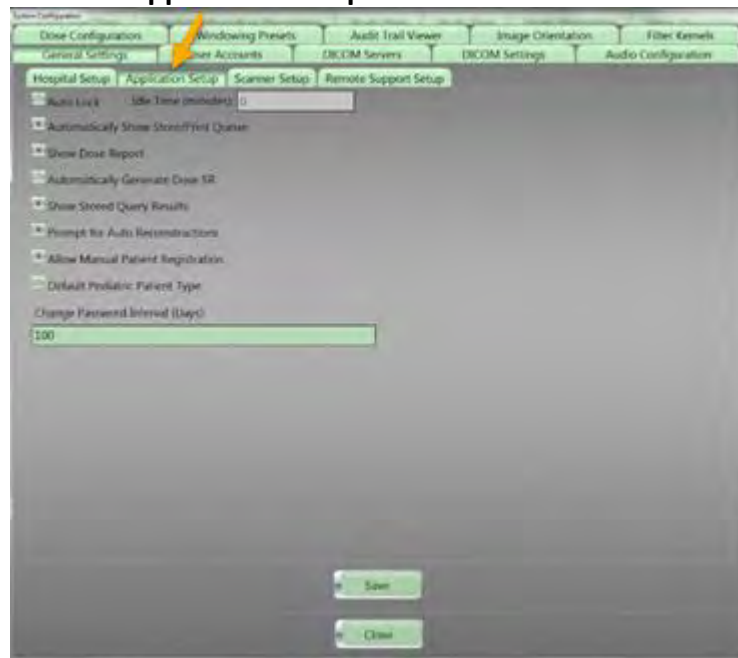 System Configuration
Dose Configuration Windowing Presets Audit Trail Viewer Image Orientation Filter Kernels
General Settings User Accounts DICOM Servers DICOM Settings Audio Configuration
Hospital Setup Application Setup Scanner Setup Remote Support Setup
Auto Lock Idle Time (minutes) 0
Automatically Show Store/Print Queue
Show Dose Report
Automatically Generate Dose SR
Show Stored Query Results
Prompt for Auto Reconstructions
Allow Manual Patient Registration
Default Pediatric Patient Type
Change Password Interval (Days)
100
Save
Close